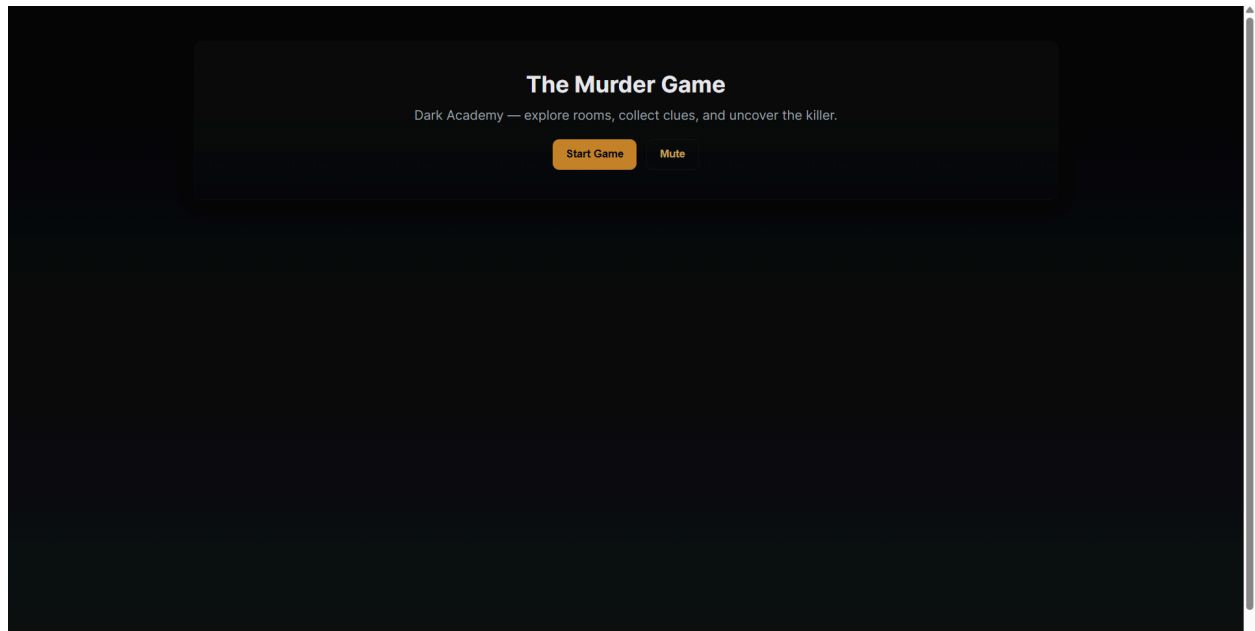 The Murder Game
Dark Academy — explore rooms, collect clues, and uncover the killer.
Start Game Mute